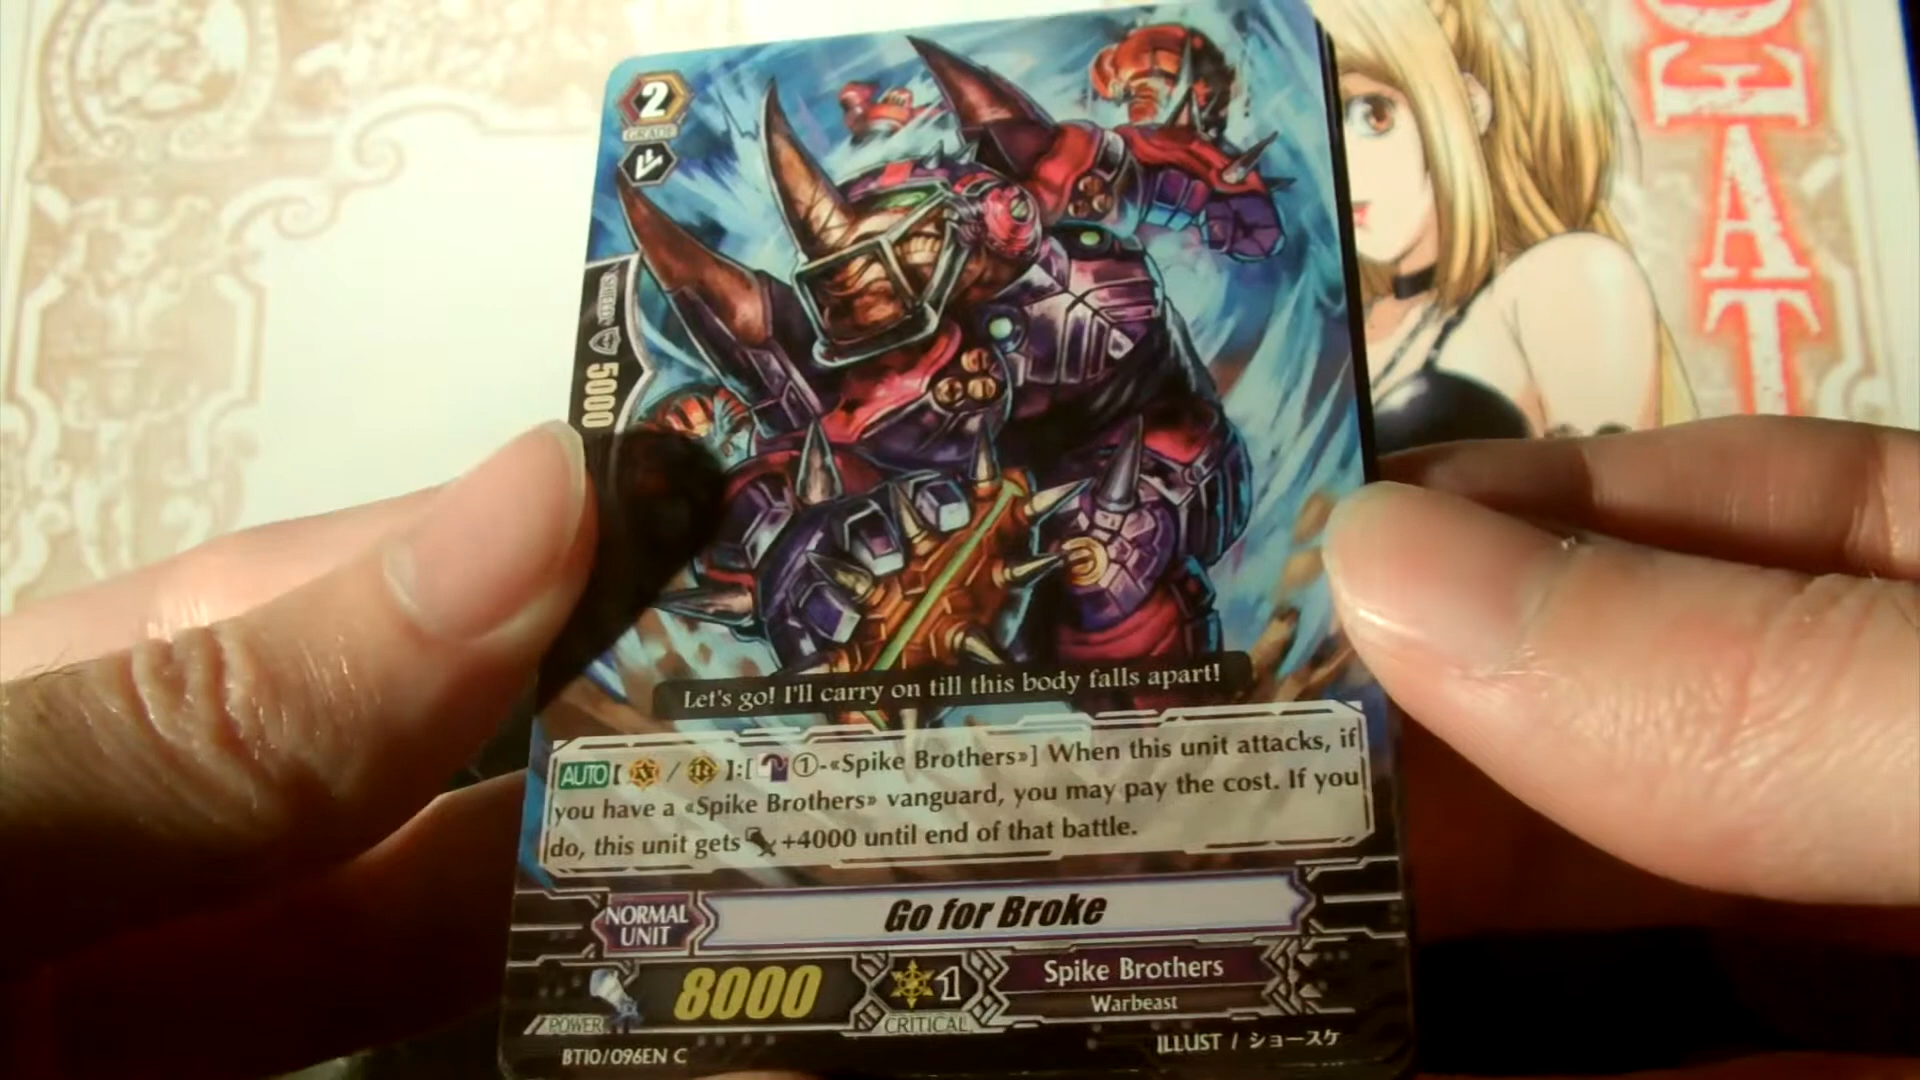 2
GRADE
SHIELD
5000
Let's go! I'll carry on till this body falls apart!
AUTO [ V / R ]:[ ①-«Spike Brothers»] When this unit attacks, if
you have a «Spike Brothers» vanguard, you may pay the cost. If you
do, this unit gets +4000 until end of that battle.
NORMAL
UNIT
Go for Broke
POWER
8000
1
CRITICAL
Spike Brothers
Warbeast
BT10/096EN C
ILLUST / ショースケ
EAT